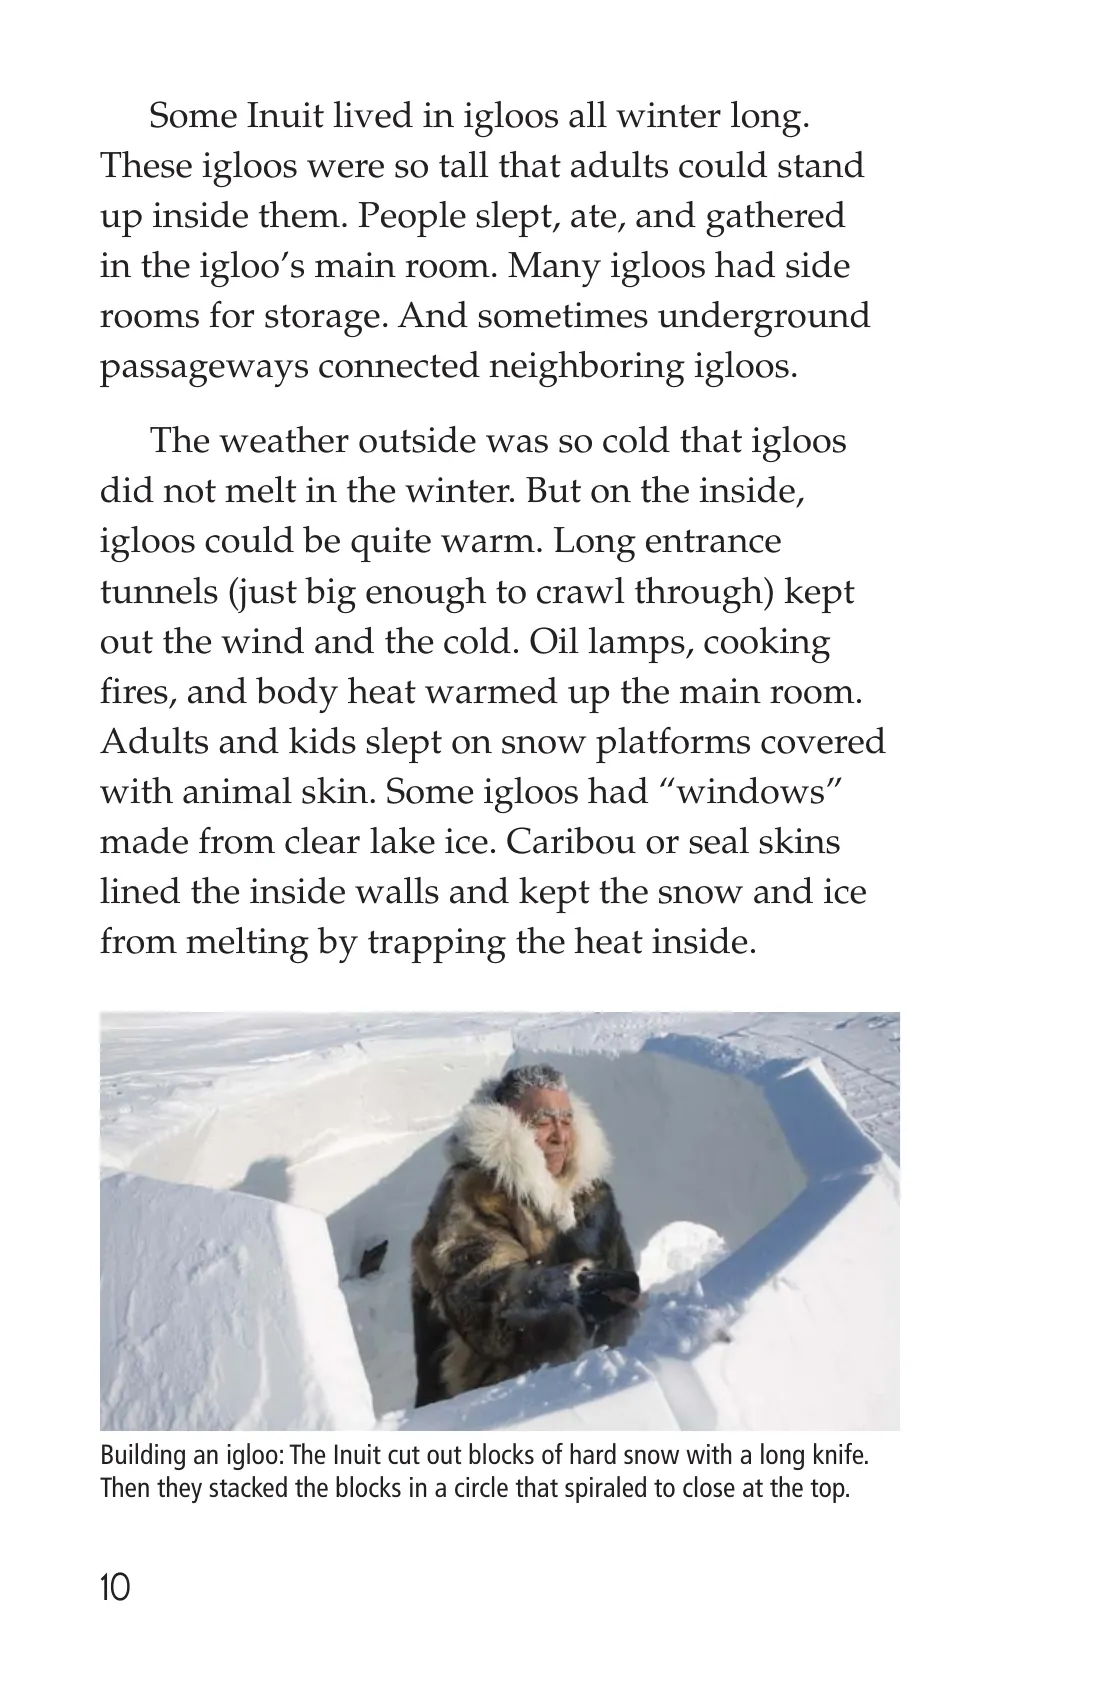 Some Inuit lived in igloos all winter long.
These igloos were so tall that adults could stand
up inside them. People slept, ate, and gathered
in the igloo’s main room. Many igloos had side
rooms for storage. And sometimes underground
passageways connected neighboring igloos.
The weather outside was so cold that igloos
did not melt in the winter. But on the inside,
igloos could be quite warm. Long entrance
tunnels (just big enough to crawl through) kept
out the wind and the cold. Oil lamps, cooking
fires, and body heat warmed up the main room.
Adults and kids slept on snow platforms covered
with animal skin. Some igloos had “windows”
made from clear lake ice. Caribou or seal skins
lined the inside walls and kept the snow and ice
from melting by trapping the heat inside.
Building an igloo: The Inuit cut out blocks of hard snow with a long knife.
Then they stacked the blocks in a circle that spiraled to close at the top.
10